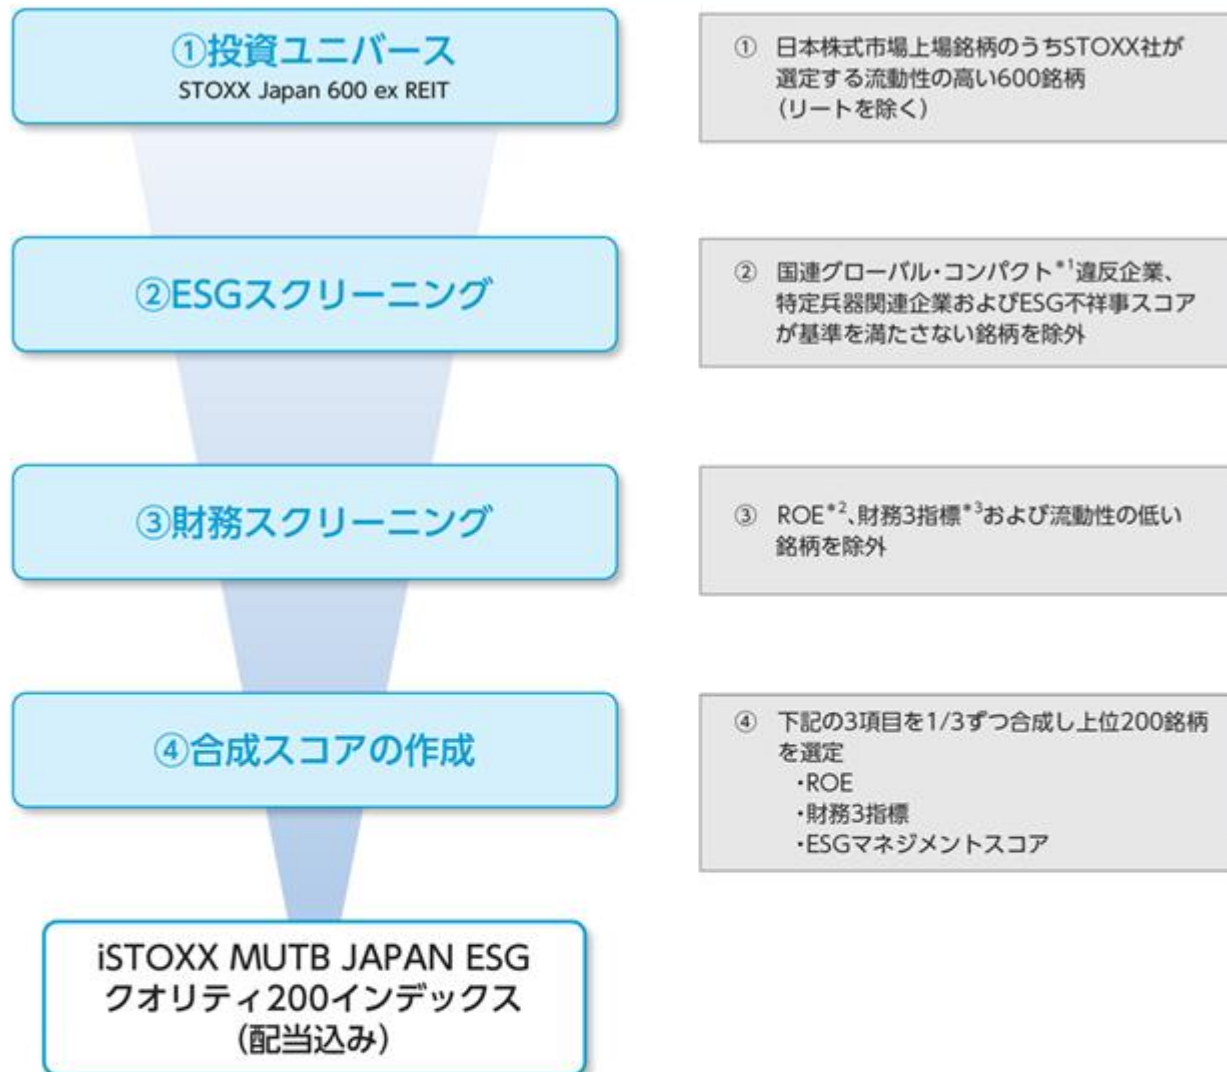 ①投資ユニバース
STOXX Japan 600 ex REIT
① 日本株式市場上場銘柄のうちSTOXX社が
選定する流動性の高い600銘柄
(リートを除く)
②ESGスクリーニング
② 国連グローバル・コンパクト*1違反企業、
特定兵器関連企業およびESG不祥事スコア
が基準を満たさない銘柄を除外
③財務スクリーニング
③ ROE*2、財務3指標*3および流動性の低い
銘柄を除外
④合成スコアの作成
④ 下記の3項目を1/3ずつ合成し上位200銘柄
を選定
・ROE
・財務3指標
・ESGマネジメントスコア
iSTOXX MUTB JAPAN ESG
クオリティ200インデックス
(配当込み)